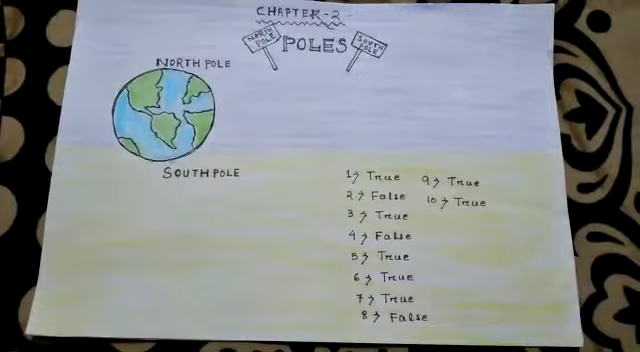 CHAPTER-2
NORTH POLE
POLES
SOUTH POLE
NORTH POLE
SOUTH POLE
1→ True
2→ False
3→ True
4→ False
5→ True
6→ True
7→ True
8→ False
9→ True
10→ True